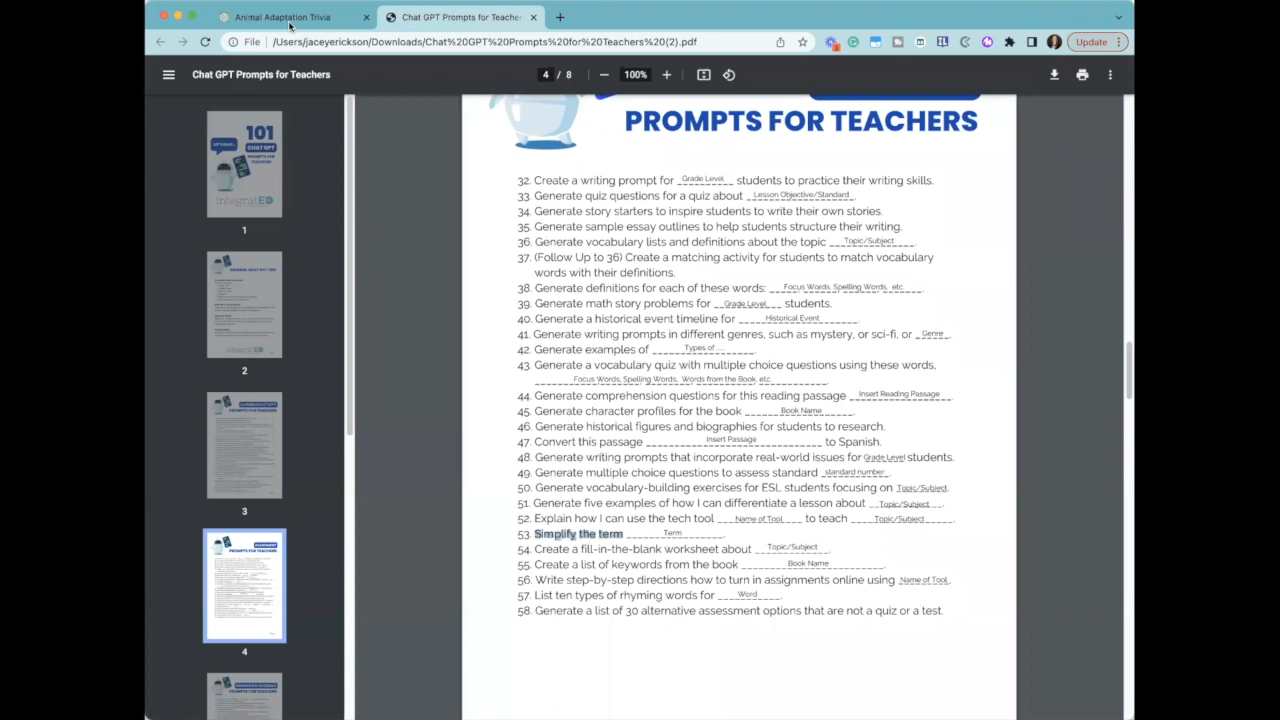 Animal Adaptation Trivia
Chat GPT Prompts for Teache
File /Users/jaceyerickson/Downloads/Chat%20GPT%20Prompts%20for%20Teachers%20(2).pdf
Update
Chat GPT Prompts for Teachers
4 / 8
100%
101
CHAT GPT
PROMPTS FOR
TEACHERS
integratED
1
2
3
4
PROMPTS FOR TEACHERS
32. Create a writing prompt for Grade Level students to practice their writing skills.
33. Generate quiz questions for a quiz about Lesson Objective/Standard.
34. Generate story starters to inspire students to write their own stories.
35. Generate sample essay outlines to help students structure their writing.
36. Generate vocabulary lists and definitions about the topic Topic/Subject.
37. (Follow Up to 36) Create a matching activity for students to match vocabulary
words with their definitions.
38. Generate definitions for each of these words: Focus Words, Spelling Words, etc.
39. Generate math story problems for Grade Level students.
40. Generate a historical event timeline for Historical Event.
41. Generate writing prompts in different genres, such as mystery, or sci-fi, or Genre.
42. Generate examples of Types of .....
43. Generate a vocabulary quiz with multiple choice questions using these words,
Focus Words, Spelling Words, Words from the Book, etc.
44. Generate comprehension questions for this reading passage Insert Reading Passage.
45. Generate character profiles for the book Book Name.
46. Generate historical figures and biographies for students to research.
47. Convert this passage Insert Passage to Spanish.
48. Generate writing prompts that incorporate real-world issues for Grade Level students.
49. Generate multiple choice questions to assess standard standard number.
50. Generate vocabulary-building exercises for ESL students focusing on Topic/Subject.
51. Generate five examples of how I can differentiate a lesson about Topic/Subject.
52. Explain how I can use the tech tool Name of Tool to teach Topic/Subject.
53. Simplify the term Term.
54. Create a fill-in-the-blank worksheet about Topic/Subject.
55. Create a list of keywords from the book Book Name.
56. Write step-by-step directions how to turn in assignments online using Name of Tool.
57. List ten types of rhyming words for Word.
58. Generate a list of 30 alternative assessment options that are not a quiz or a test.